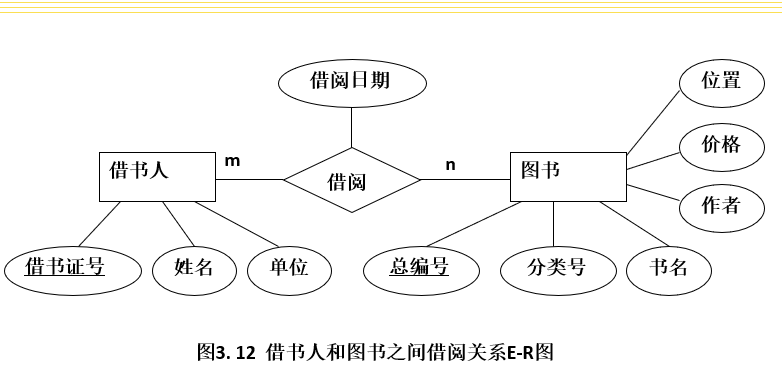 借阅日期
位置
价格
作者
借书人
m
借阅
n
图书
借书证号
姓名
单位
总编号
分类号
书名
图3. 12 借书人和图书之间借阅关系E-R图